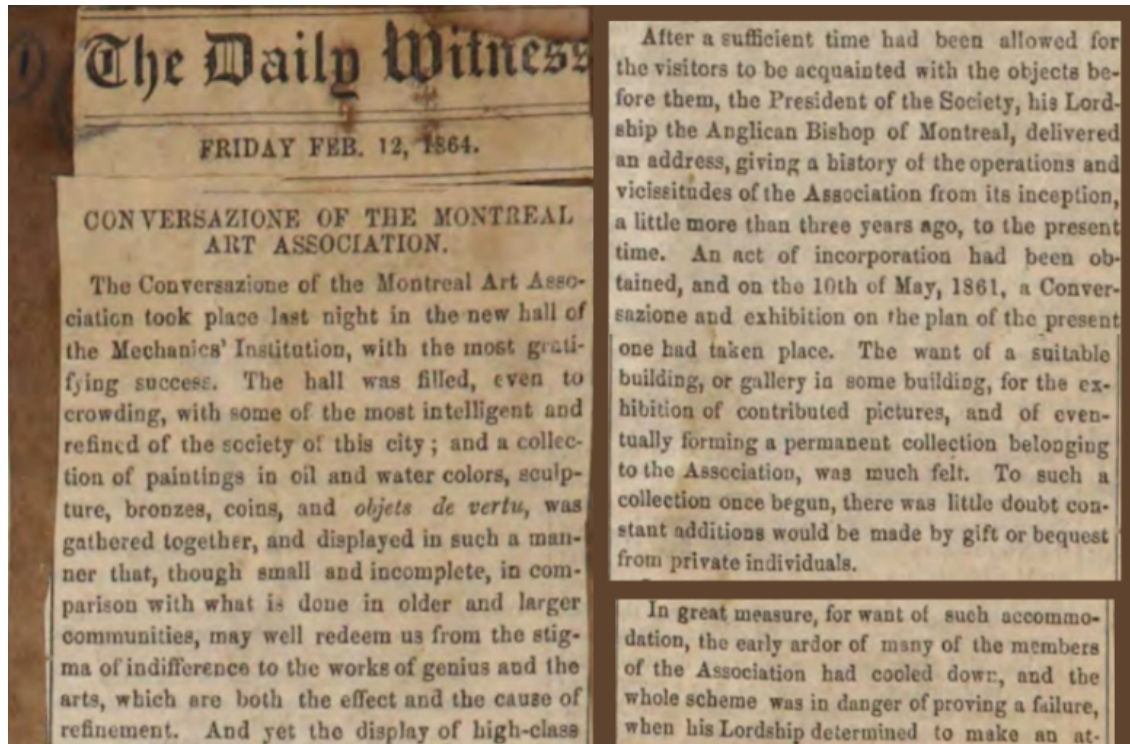 The Daily Witness
FRIDAY FEB. 12, 1864.
CONVERSAZIONE OF THE MONTREAL
ART ASSOCIATION.
The Conversazione of the Montreal Art Asso-
ciation took place last night in the new hall of
the Mechanics' Institution, with the most grati-
fying success. The hall was filled, even to
crowding, with some of the most intelligent and
refined of the society of this city; and a collec-
tion of paintings in oil and water colors, sculp-
ture, bronzes, coins, and objets de vertu, was
gathered together, and displayed in such a man-
ner that, though small and incomplete, in com-
parison with what is done in older and larger
communities, may well redeem us from the stig-
ma of indifference to the works of genius and the
arts, which are both the effect and the cause of
refinement. And yet the display of high-class
After a sufficient time had been allowed for
the visitors to be acquainted with the objects be-
fore them, the President of the Society, his Lord-
ship the Anglican Bishop of Montreal, delivered
an address, giving a history of the operations and
vicissitudes of the Association from its inception,
a little more than three years ago, to the present
time. An act of incorporation had been ob-
tained, and on the 10th of May, 1861, a Conver-
sazione and exhibition on the plan of the present
one had taken place. The want of a suitable
building, or gallery in some building, for the ex-
hibition of contributed pictures, and of even-
tually forming a permanent collection belonging
to the Association, was much felt. To such a
collection once begun, there was little doubt con-
stant additions would be made by gift or bequest
from private individuals.
In great measure, for want of such accommo-
dation, the early ardor of many of the members
of the Association had cooled down, and the
whole scheme was in danger of proving a failure,
when his Lordship determined to make an at-